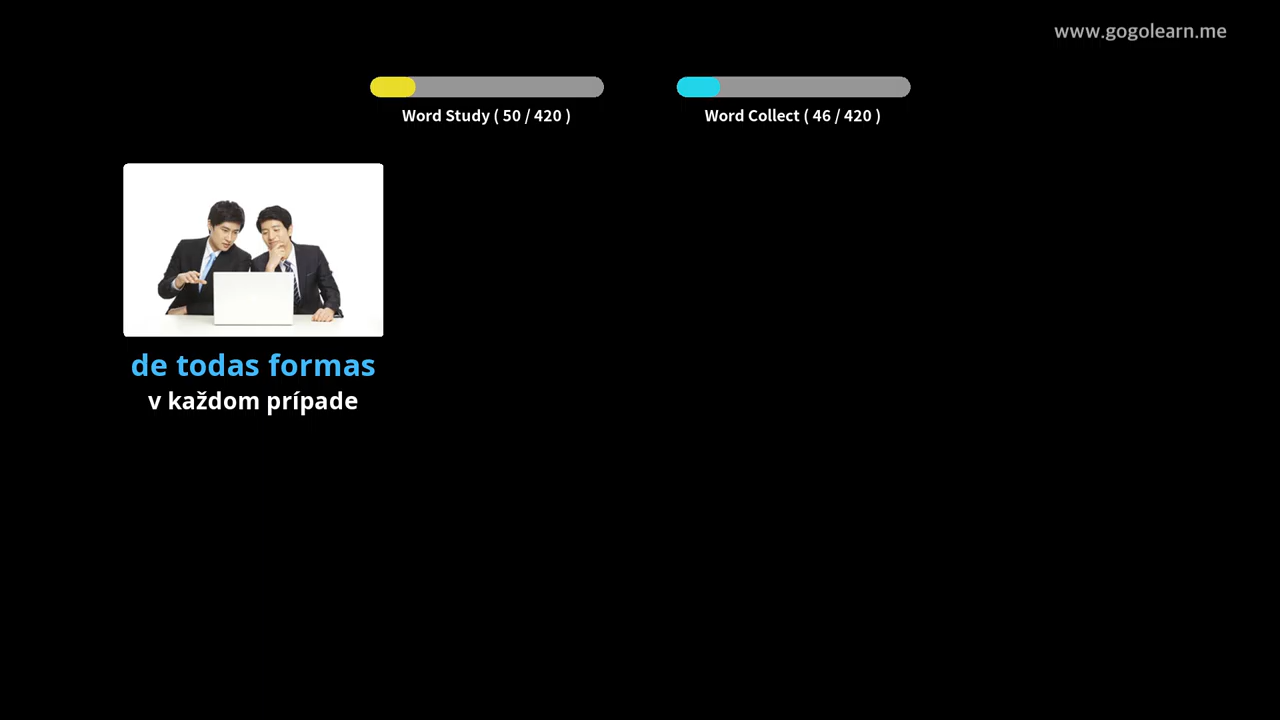 www.gogolearn.me
Word Study ( 50 / 420 )
Word Collect ( 46 / 420 )
de todas formas
v každom prípade